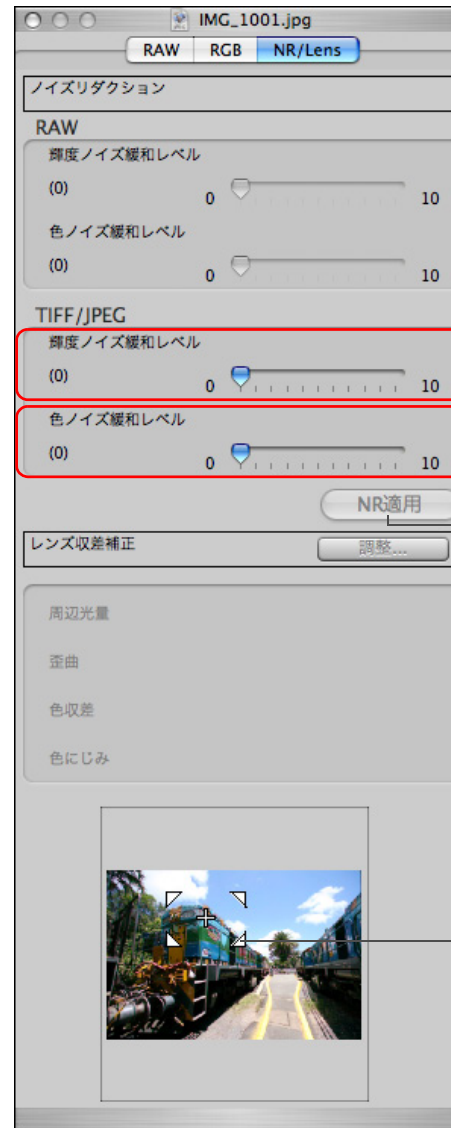 IMG_1001.jpg
RAW RGB NR/Lens
ノイズリダクション
RAW
輝度ノイズ緩和レベル
(0) 0 10
色ノイズ緩和レベル
(0) 0 10
TIFF/JPEG
輝度ノイズ緩和レベル
(0) 0 10
色ノイズ緩和レベル
(0) 0 10
NR適用
レンズ収差補正 調整...
周辺光量
歪曲
色収差
色にじみ